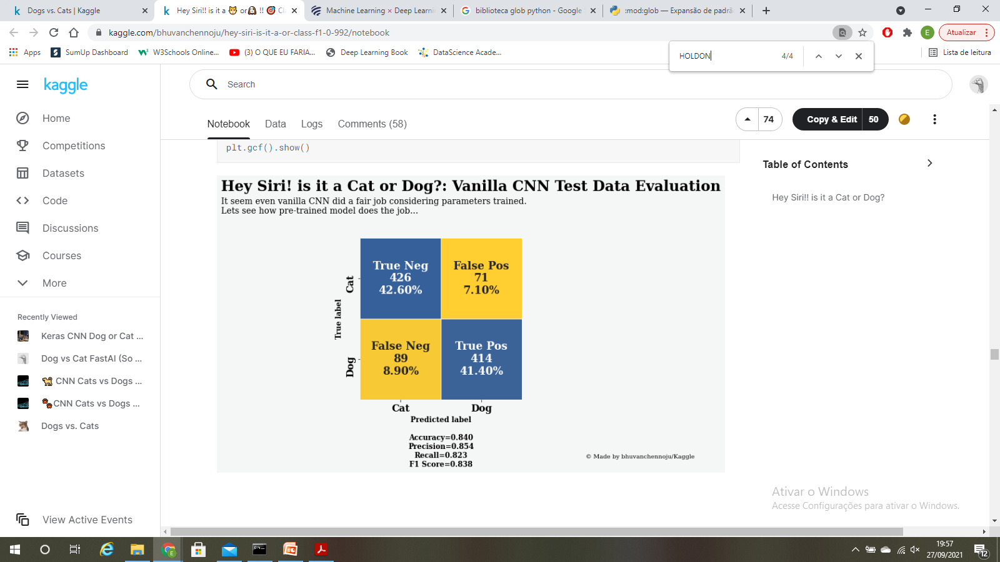 Dogs vs. Cats | Kaggle
Hey Siri!! is it a 🐱 or🐶 !! 🎯 Cl
Machine Learning × Deep Learni
biblioteca glob python - Google
:mod:glob — Expansão de padrã
kaggle.com/bhuvanchennoju/hey-siri-is-it-a-or-class-f1-0-992/notebook
E
Atualizar
Apps
SumUp Dashboard
W3Schools Online...
(3) O QUE EU FARIA...
Deep Learning Book
DataScience Acade...
Lista de leitura
HOLDON
4/4
kaggle
Search
Home
Competitions
Datasets
Code
Discussions
Courses
More
Recently Viewed
Keras CNN Dog or Cat ...
Dog vs Cat FastAI (So ...
🐕 CNN Cats vs Dogs ...
🐾CNN Cats vs Dogs ...
Dogs vs. Cats
View Active Events
Notebook
Data
Logs
Comments (58)
74
Copy & Edit
50
plt.gcf().show()
Table of Contents
Hey Siri!! is it a Cat or Dog?
Hey Siri! is it a Cat or Dog?: Vanilla CNN Test Data Evaluation
It seem even vanilla CNN did a fair job considering parameters trained.
Lets see how pre-trained model does the job...
True Neg
426
42.60%
False Pos
71
7.10%
False Neg
89
8.90%
True Pos
414
41.40%
Cat
Dog
True label
Cat
Dog
Predicted label
Accuracy=0.840
Precision=0.854
Recall=0.823
F1 Score=0.838
© Made by bhuvanchennoju/Kaggle
Ativar o Windows
Acesse Configurações para ativar o Windows.
19:57
27/09/2021
12